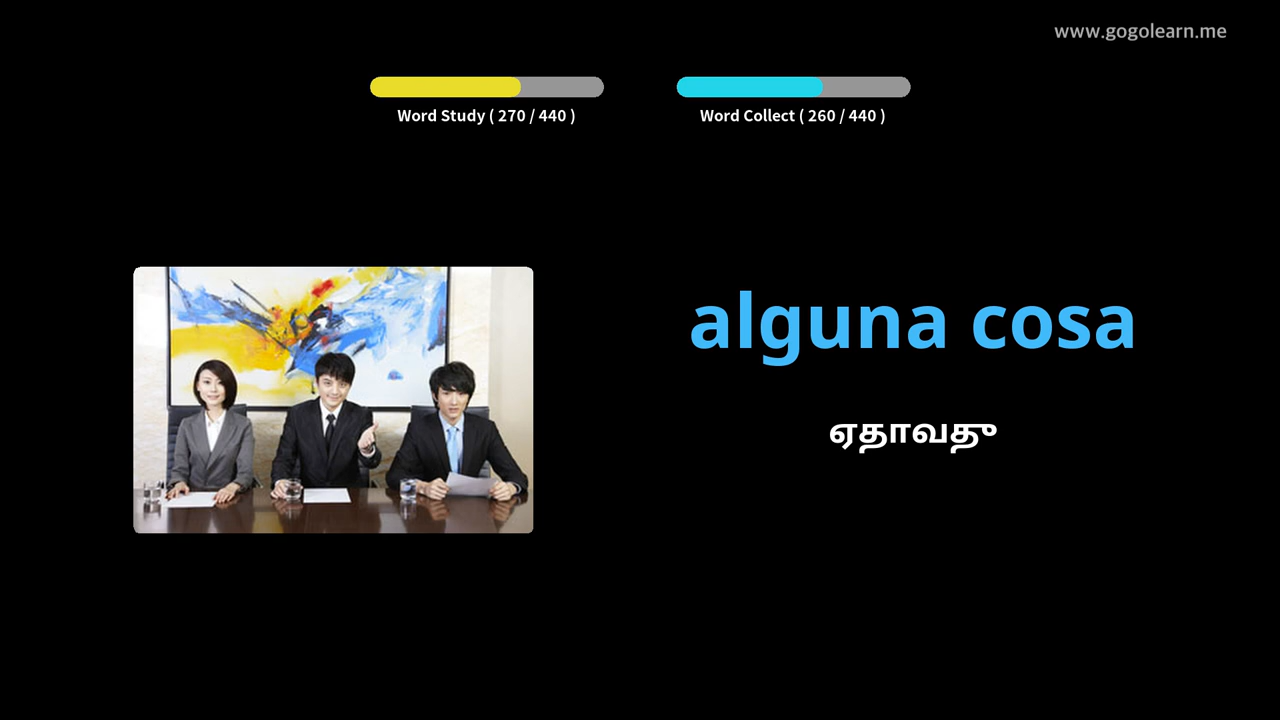 www.gogolearn.me
Word Study ( 270 / 440 )
Word Collect ( 260 / 440 )
alguna cosa
ஏதாவது